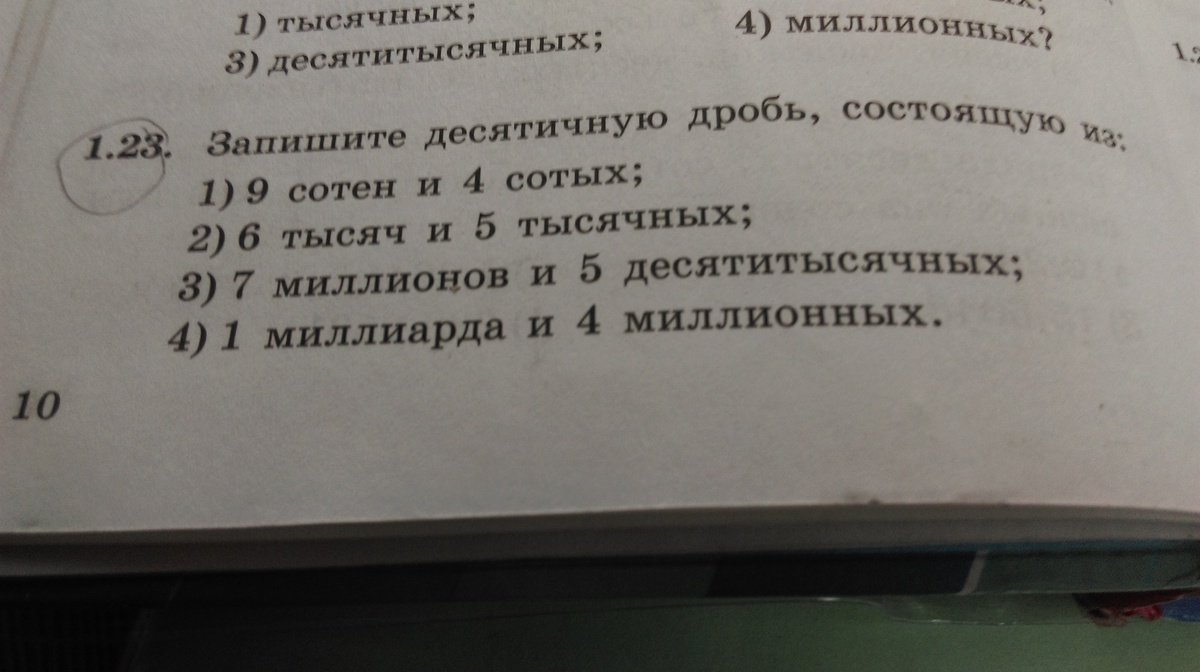 1) тысячных;
4) миллионных?
3) десятитысячных;
1.23. Запишите десятичную дробь, состоящую из:
1) 9 сотен и 4 сотых;
2) 6 тысяч и 5 тысячных;
3) 7 миллионов и 5 десятитысячных;
4) 1 миллиарда и 4 миллионных.
10